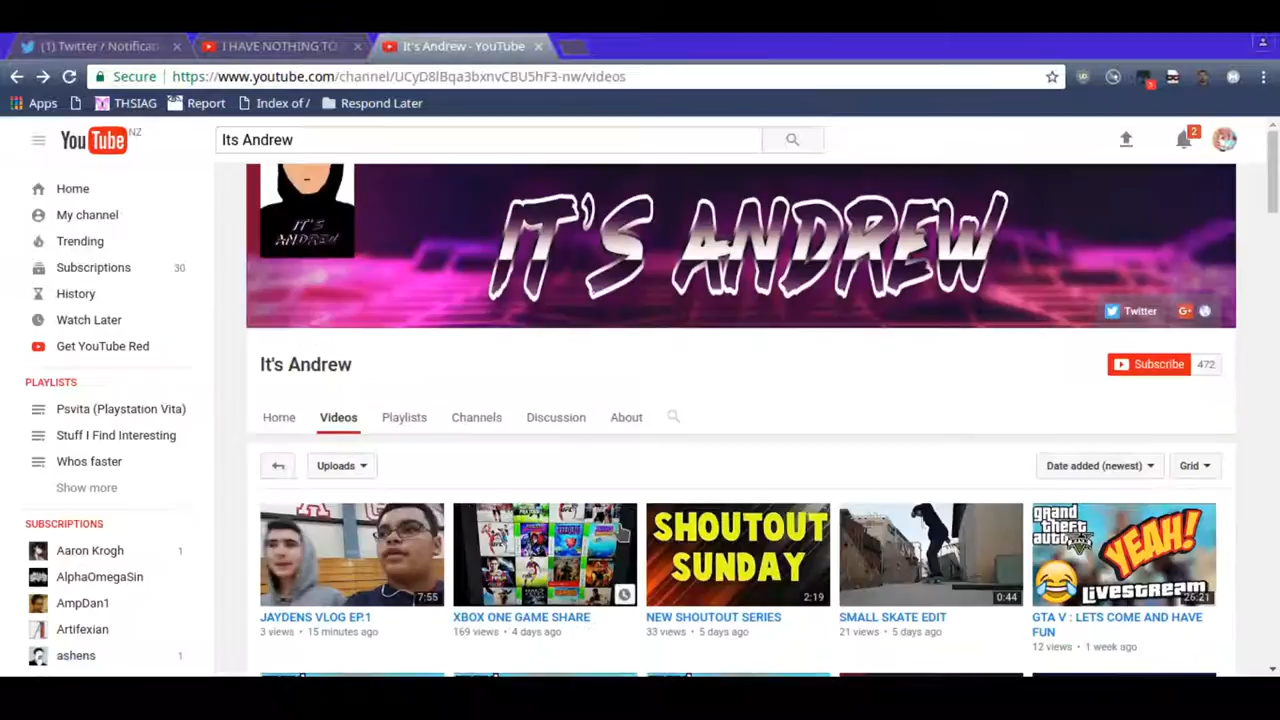 (1) Twitter / Notificat
I HAVE NOTHING TO
It's Andrew - YouTube
Secure https://www.youtube.com/channel/UCyD8lBqa3bxnvCBU5hF3-nw/videos
Apps THSIAG Report Index of / Respond Later
YouTube NZ
Its Andrew
2
Home
My channel
Trending
Subscriptions 30
History
Watch Later
Get YouTube Red
PLAYLISTS
Psvita (Playstation Vita)
Stuff I Find Interesting
Whos faster
Show more
SUBSCRIPTIONS
Aaron Krogh 1
AlphaOmegaSin
AmpDan1
Artifexian
ashens 1
IT'S
ANDREW
IT'S ANDREW
Twitter G+
It's Andrew
Subscribe 472
Home Videos Playlists Channels Discussion About
Uploads Date added (newest) Grid
7:55
JAYDENS VLOG EP.1
3 views • 15 minutes ago
XBOX ONE GAME SHARE
169 views • 4 days ago
SHOUTOUT
SUNDAY
2:19
NEW SHOUTOUT SERIES
33 views • 5 days ago
0:44
SMALL SKATE EDIT
21 views • 5 days ago
grand
theft
auto V
YEAH!
Livestream
GTA V : LETS COME AND HAVE
FUN
12 views • 1 week ago